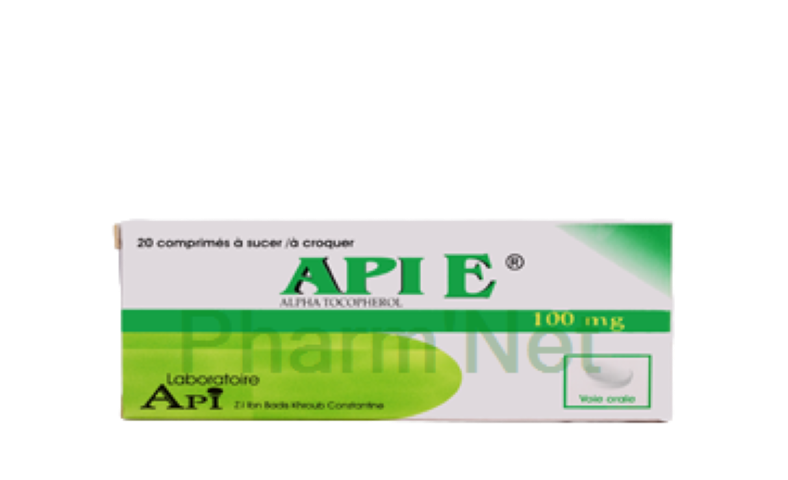 20 comprimés à sucer /à croquer
API E ®
ALPHA TOCOPHEROL
100 mg
Pharm'Net
Laboratoire
API Z.I Ibn Badis Khroub Constantine
Voie orale